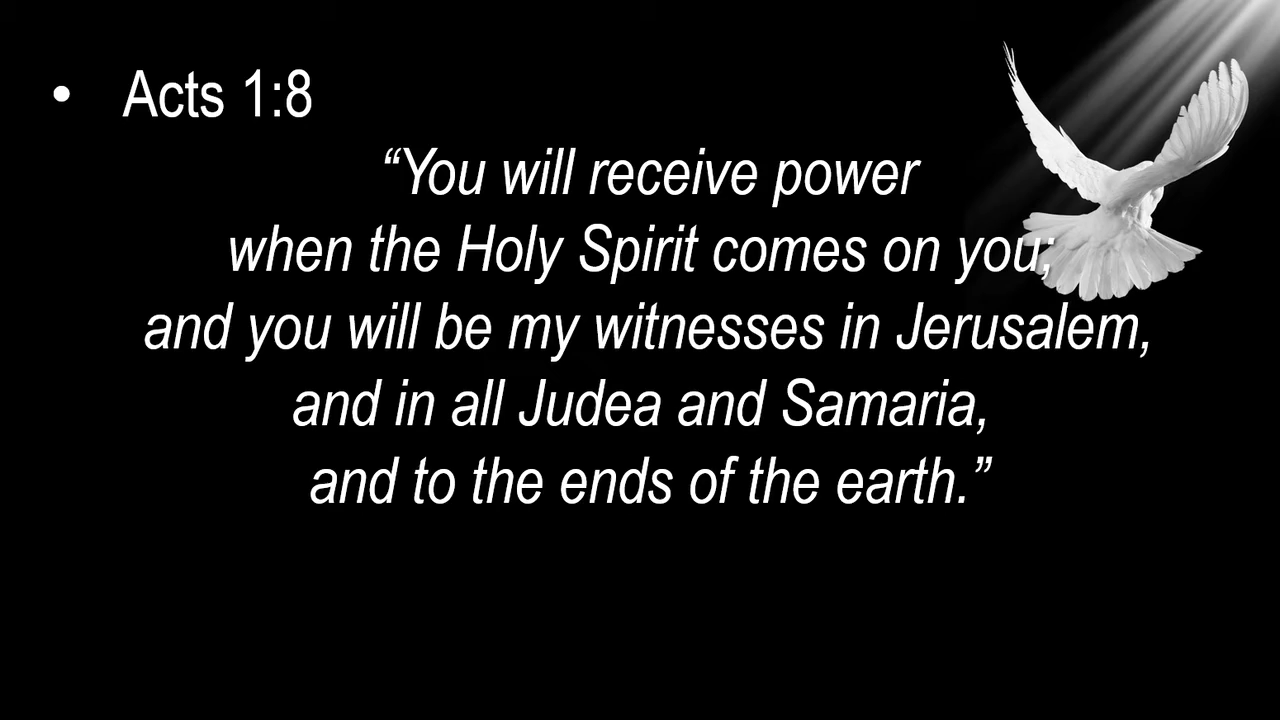 • Acts 1:8
“You will receive power
when the Holy Spirit comes on you;
and you will be my witnesses in Jerusalem,
and in all Judea and Samaria,
and to the ends of the earth.”